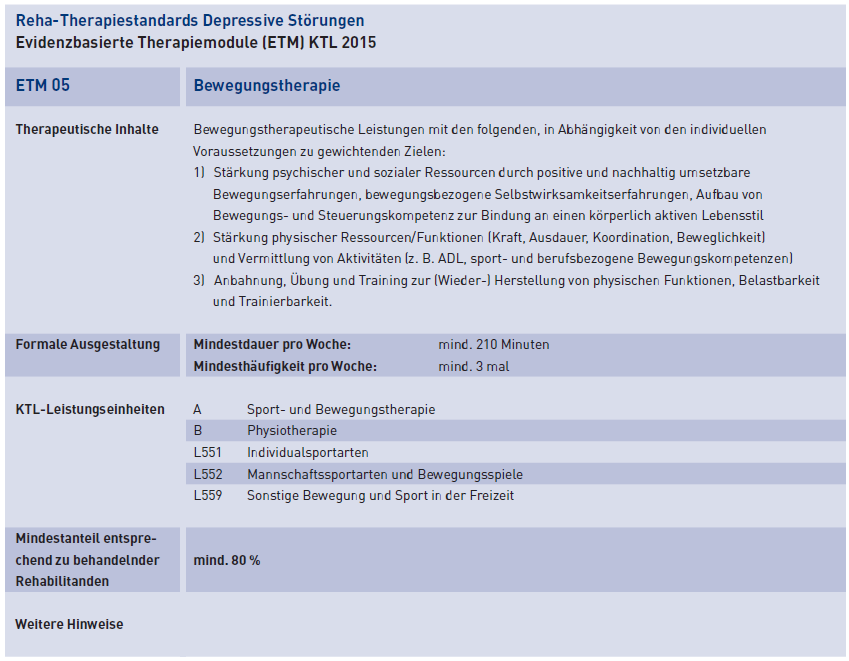 Reha-Therapiestandards Depressive Störungen
Evidenzbasierte Therapiemodule (ETM) KTL 2015
ETM 05
Bewegungstherapie
Therapeutische Inhalte
Bewegungstherapeutische Leistungen mit den folgenden, in Abhängigkeit von den individuellen
Voraussetzungen zu gewichtenden Zielen:
1) Stärkung psychischer und sozialer Ressourcen durch positive und nachhaltig umsetzbare
Bewegungserfahrungen, bewegungsbezogene Selbstwirksamkeitserfahrungen, Aufbau von
Bewegungs- und Steuerungskompetenz zur Bindung an einen körperlich aktiven Lebensstil
2) Stärkung physischer Ressourcen/Funktionen (Kraft, Ausdauer, Koordination, Beweglichkeit)
und Vermittlung von Aktivitäten (z. B. ADL, sport- und berufsbezogene Bewegungskompetenzen)
3) Anbahnung, Übung und Training zur (Wieder-) Herstellung von physischen Funktionen, Belastbarkeit
und Trainierbarkeit.
Formale Ausgestaltung
Mindestdauer pro Woche: mind. 210 Minuten
Mindesthäufigkeit pro Woche: mind. 3 mal
KTL-Leistungseinheiten
A Sport- und Bewegungstherapie
B Physiotherapie
L551 Individualsportarten
L552 Mannschaftssportarten und Bewegungsspiele
L559 Sonstige Bewegung und Sport in der Freizeit
Mindestanteil entspre-
chend zu behandelnder
Rehabilitanden
mind. 80 %
Weitere Hinweise